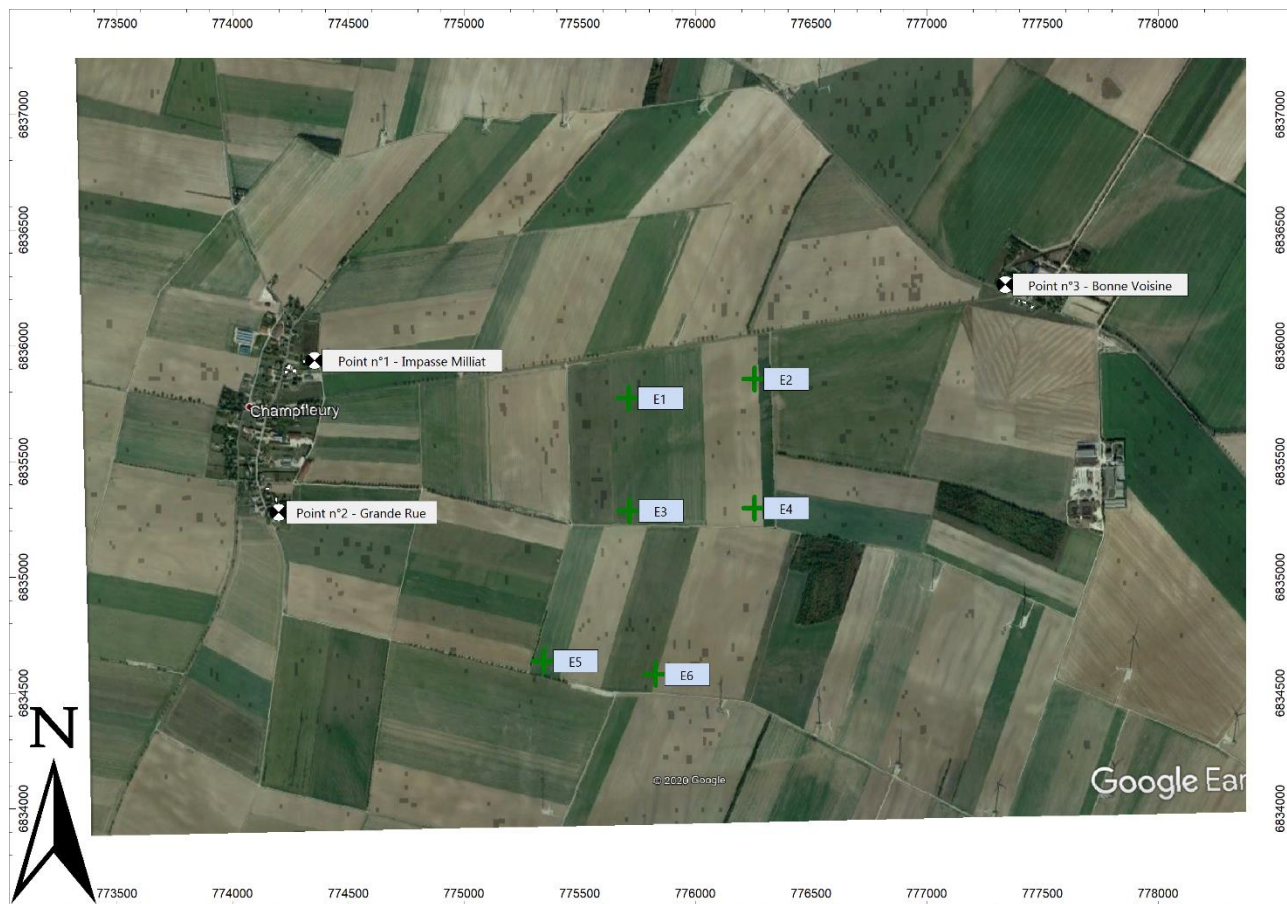 773500 774000 774500 775000 775500 776000 776500 777000 777500 778000
6837000 6837000
6836500 6836500
Point n°3 - Bonne Voisine
6836000 6836000
Point n°1 - Impasse Milliat
E2
E1
Champfleury
6835500 6835500
Point n°2 - Grande Rue
E3
E4
6835000 6835000
E5
E6
6834500 6834500
N
© 2020 Google
Google Ear
6834000 6834000
773500 774000 774500 775000 775500 776000 776500 777000 777500 778000